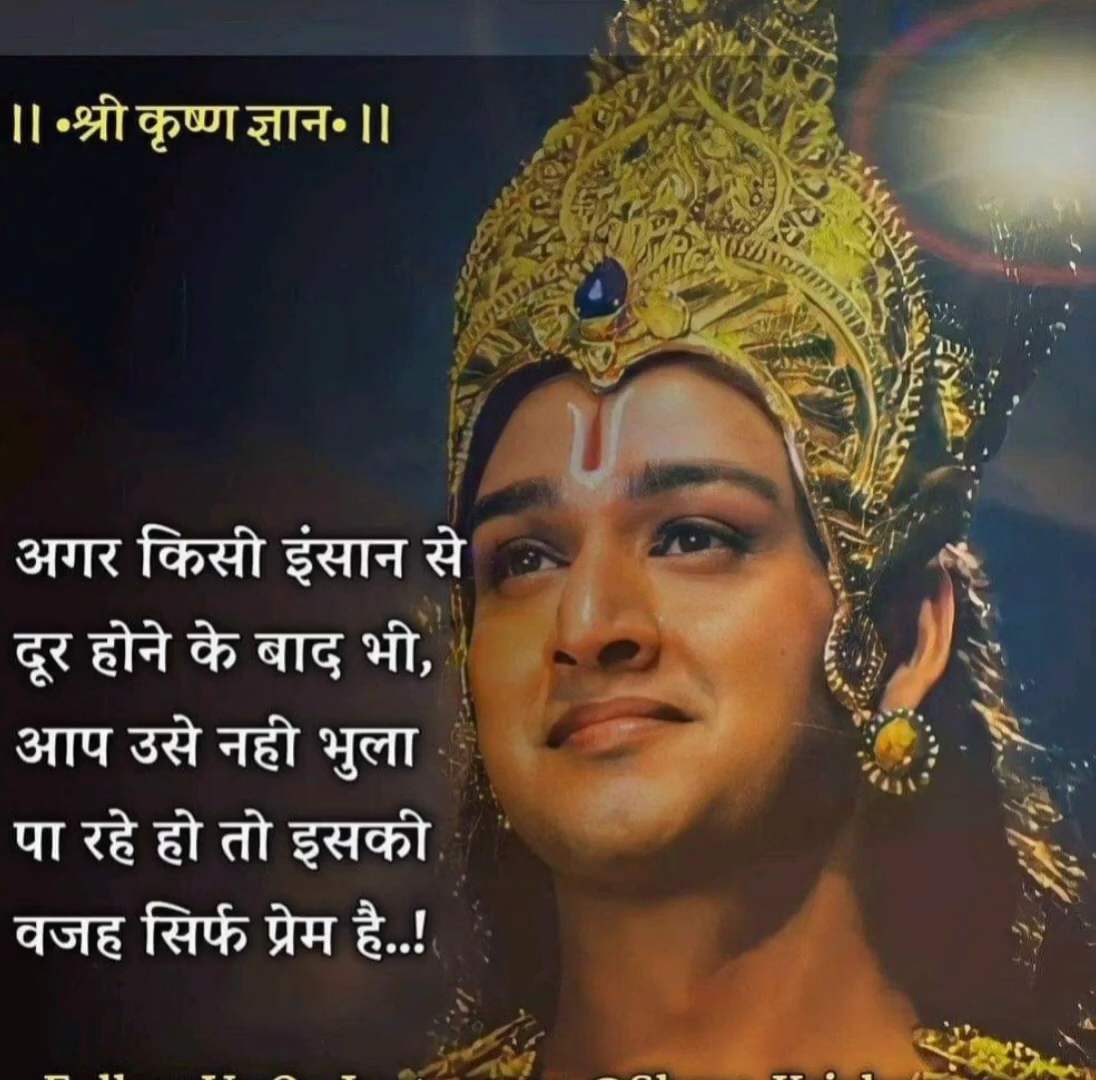 || •श्री कृष्ण ज्ञान• ||
अगर किसी इंसान से
दूर होने के बाद भी,
आप उसे नही भुला
पा रहे हो तो इसकी
वजह सिर्फ प्रेम है..!